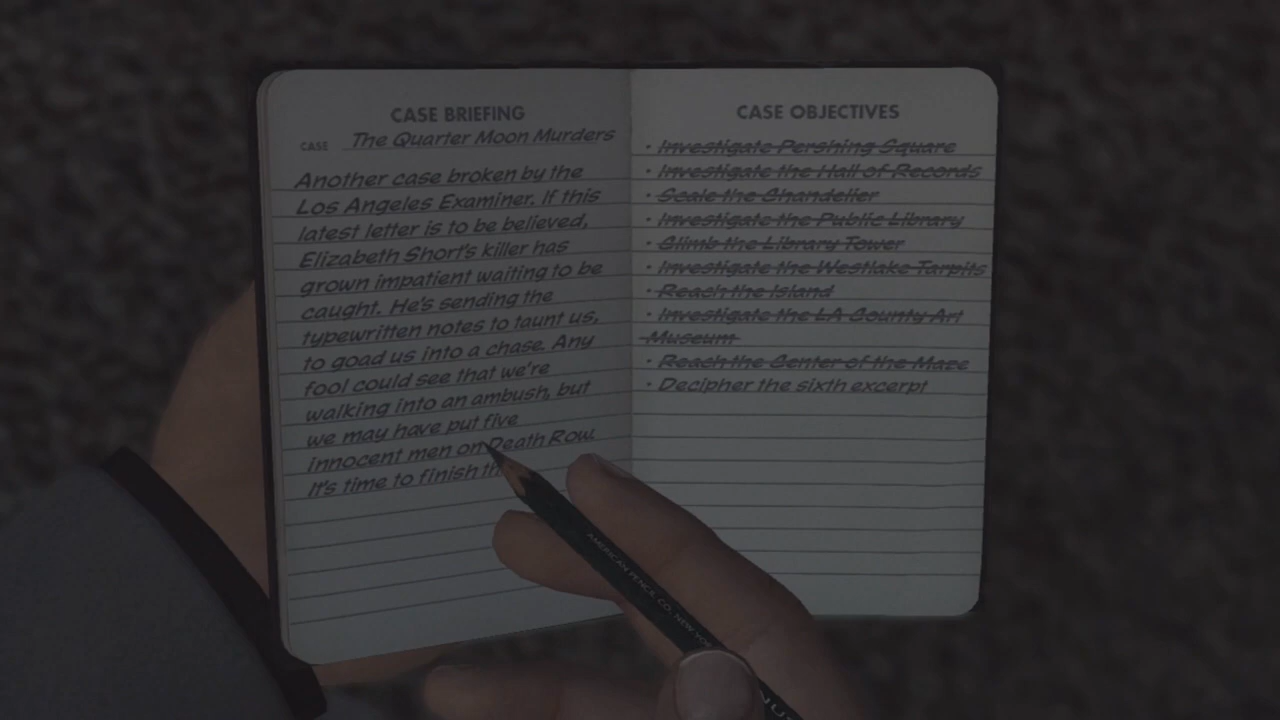 CASE BRIEFING
CASE The Quarter Moon Murders
Another case broken by the
Los Angeles Examiner. If this
latest letter is to be believed,
Elizabeth Short's killer has
grown impatient waiting to be
caught. He's sending the
typewritten notes to taunt us,
to goad us into a chase. Any
fool could see that we're
walking into an ambush, but
we may have put five
innocent men on Death Row.
It's time to finish
CASE OBJECTIVES
• Investigate Pershing Square
• Investigate the Hall of Records
• Scale the Chandelier
• Investigate the Public Library
• Climb the Library Tower
• Investigate the Westlake Tarpits
• Reach the Island
• Investigate the LA County Art
Museum
• Reach the Center of the Maze
• Decipher the sixth excerpt
AMERICAN PENCIL CO. NEW YORK